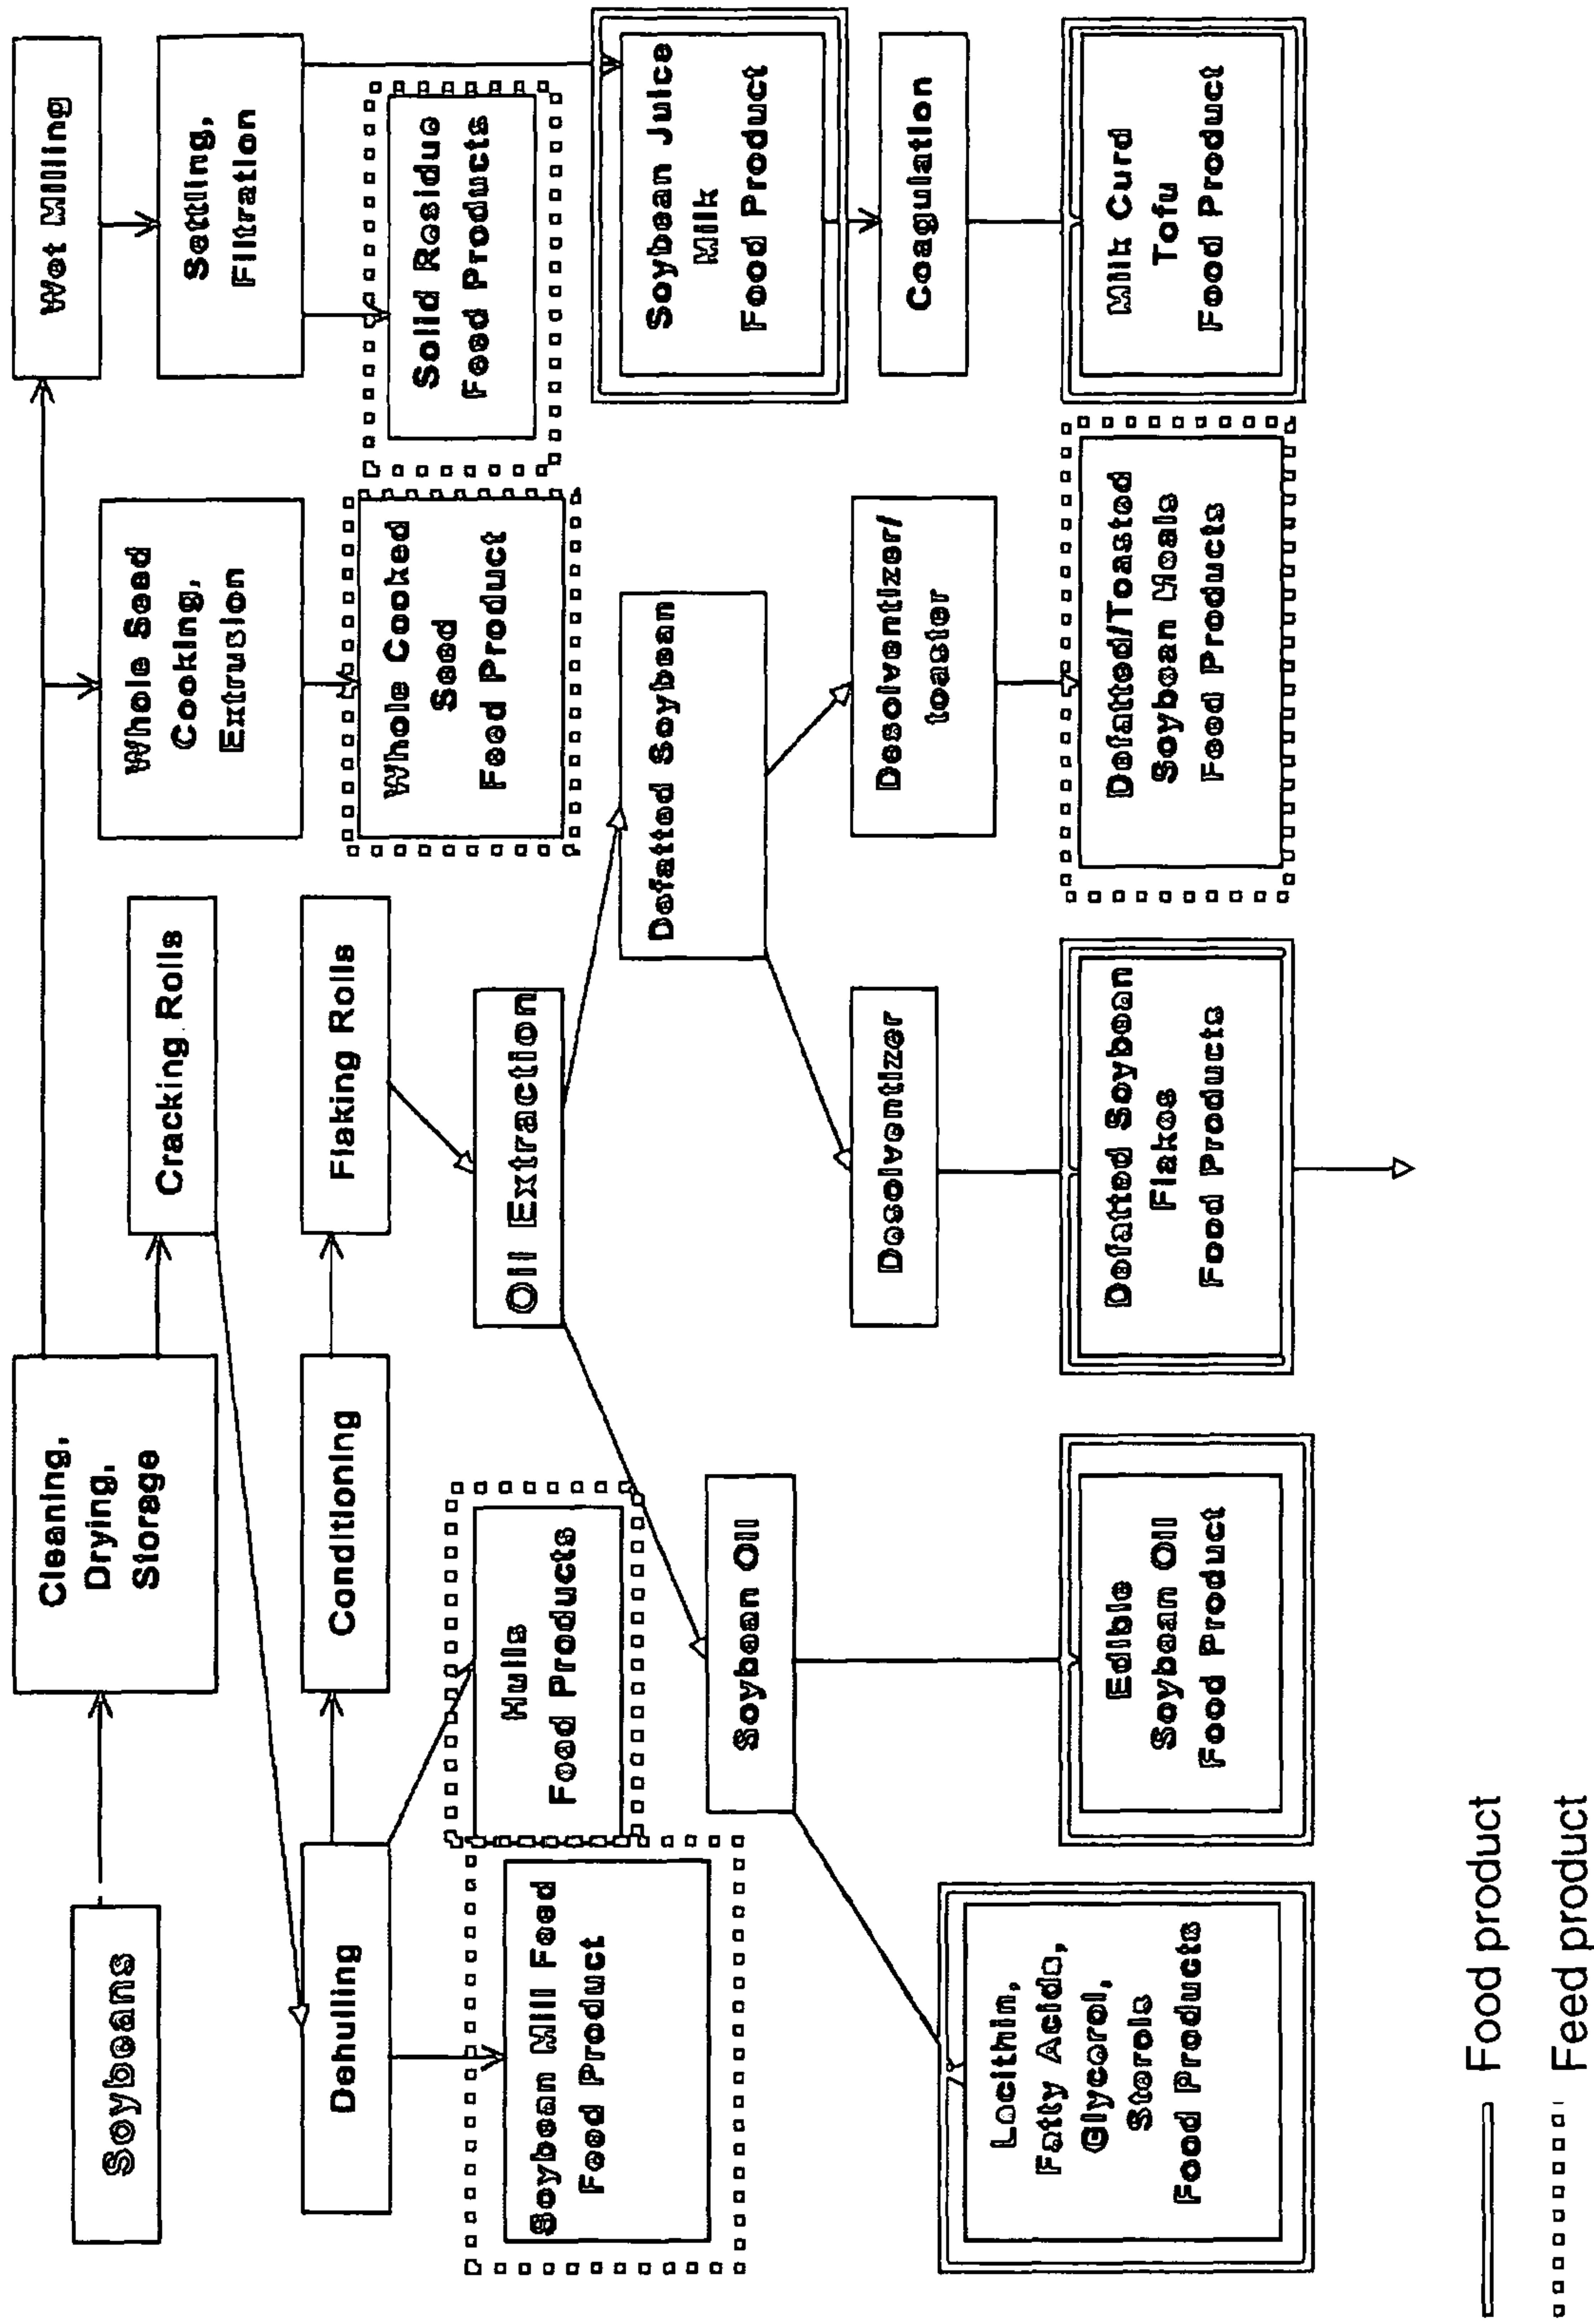 Soybeans
Cleaning,
Drying,
Storage
Cracking Rolls
Whole Seed
Cooking,
Extrusion
Wet Milling
Settling,
Filtration
Dehulling
Conditioning
Flaking Rolls
Whole Cooked
Seed
Feed Product
Solid Residue
Feed Products
Soybean Mill Feed
Feed Product
Hulls
Feed Products
Oil Extraction
Defatted Soybean
Soybean Juice
Milk
Food Product
Soybean Oil
Desolventizer
Desolventizer/
toaster
Coagulation
Lecithin,
Fatty Acids,
Glycerol,
Sterols
Food Products
Edible
Soybean Oil
Food Product
Defatted Soybean
Flakes
Food Products
Defatted/Toasted
Soybean Meals
Feed Products
Milk Curd
Tofu
Food Product
Food product
Feed product